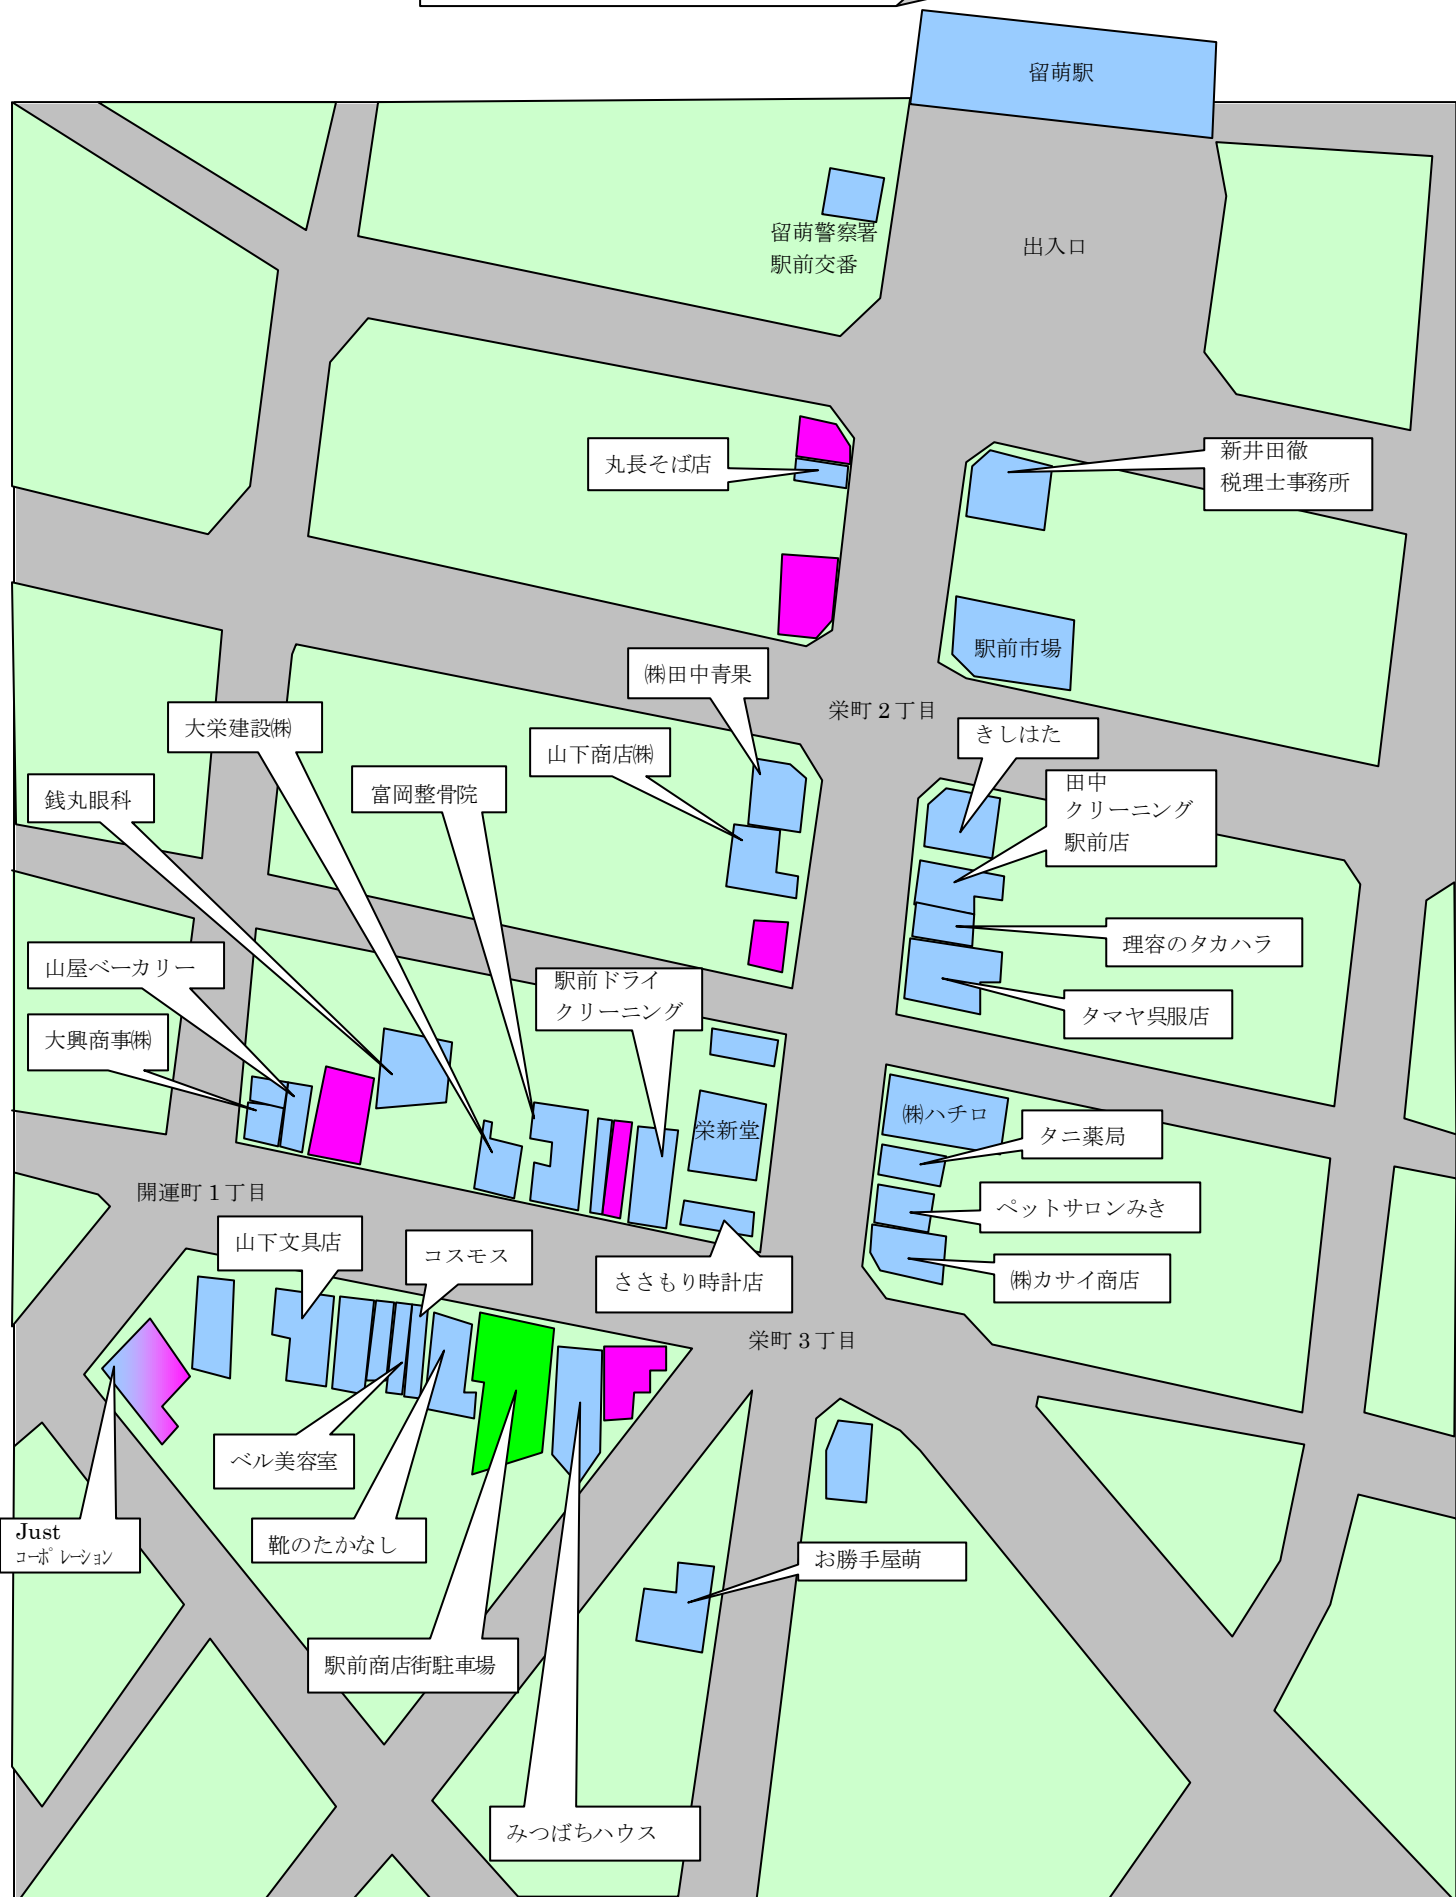 留萌駅
留萌警察署
駅前交番
出入口
丸長そば店
新井田徹
税理士事務所
駅前市場
㈱田中青果
栄町2丁目
大栄建設㈱
山下商店㈱
きしはた
銭丸眼科
富岡整骨院
田中
クリーニング
駅前店
理容のタカハラ
山屋ベーカリー
駅前ドライ
クリーニング
タマヤ呉服店
大興商事㈱
㈱ハチロ
栄新堂
タニ薬局
開運町1丁目
ペットサロンみき
山下文具店
コスモス
ささもり時計店
㈱カサイ商店
栄町3丁目
ベル美容室
Just
コーポレーション
靴のたかなし
お勝手屋萌
駅前商店街駐車場
みつばちハウス